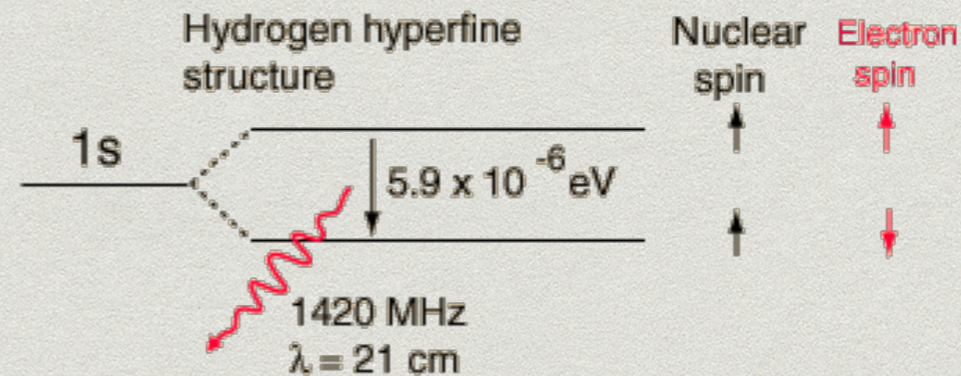 Hydrogen hyperfine
structure
Nuclear
spin
Electron
spin
1s
5.9 x 10 -6 eV
1420 MHz
λ = 21 cm